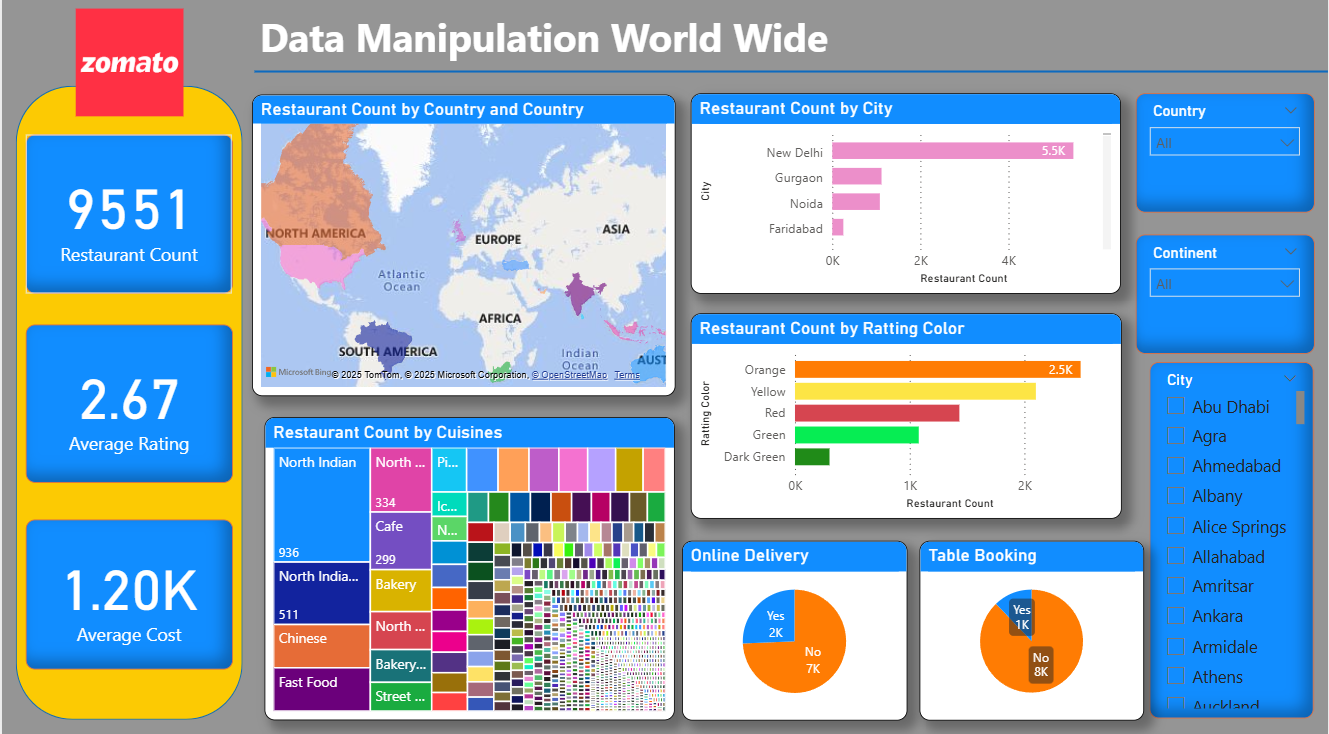 zomato
Data Manipulation World Wide
9551
Restaurant Count
2.67
Average Rating
1.20K
Average Cost
Restaurant Count by Country and Country
NORTH AMERICA
EUROPE
ASIA
Atlantic
Ocean
AFRICA
SOUTH AMERICA
Indian
Ocean
AUST
Microsoft Bing
© 2025 TomTom, © 2025 Microsoft Corporation, © OpenStreetMap Terms
Restaurant Count by Cuisines
North Indian
936
North India...
511
Chinese
Fast Food
North ...
334
Cafe
299
Bakery
North ...
Bakery...
Street ...
Pi...
Ic...
N...
Restaurant Count by City
City
New Delhi
5.5K
Gurgaon
Noida
Faridabad
0K 2K 4K
Restaurant Count
Restaurant Count by Ratting Color
Ratting Color
Orange
2.5K
Yellow
Red
Green
Dark Green
0K 1K 2K
Restaurant Count
Online Delivery
Yes
2K
No
7K
Table Booking
Yes
1K
No
8K
Country
All
Continent
All
City
Abu Dhabi
Agra
Ahmedabad
Albany
Alice Springs
Allahabad
Amritsar
Ankara
Armidale
Athens
Auckland